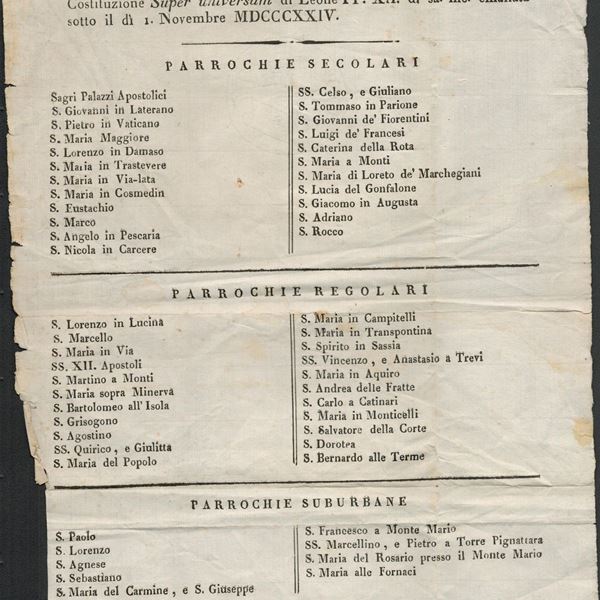 Costituzione Super universam di Leone PP. XII. di sa. me. emanata
sotto il dì 1. Novembre MDCCCXXIV.
PARROCHIE SECOLARI
Sagri Palazzi Apostolici
S. Giovanni in Laterano
S. Pietro in Vaticano
S. Maria Maggiore
S. Lorenzo in Damaso
S. Maria in Trastevere
S. Maria in Via-lata
S. Maria in Cosmedin
S. Eustachio
S. Marco
S. Angelo in Pescaria
S. Nicola in Carcere
SS. Celso, e Giuliano
S. Tommaso in Parione
S. Giovanni de' Fiorentini
S. Luigi de' Francesi
S. Caterina della Rota
S. Maria a Monti
S. Maria di Loreto de' Marchegiani
S. Lucia del Gonfalone
S. Giacomo in Augusta
S. Adriano
S. Rocco
PARROCHIE REGOLARI
S. Lorenzo in Lucina
S. Marcello
S. Maria in Via
SS. XII. Apostoli
S. Martino a Monti
S. Maria sopra Minerva
S. Bartolomeo all' Isola
S. Grisogono
S. Agostino
SS. Quirico, e Giulitta
S. Maria del Popolo
S. Maria in Campitelli
S. Maria in Transpontina
S. Spirito in Sassia
SS. Vincenzo, e Anastasio a Trevi
S. Maria in Aquiro
S. Andrea delle Fratte
S. Carlo a Catinari
S. Maria in Monticelli
S. Salvatore della Corte
S. Dorotea
S. Bernardo alle Terme
PARROCHIE SUBURBANE
S. Paolo
S. Lorenzo
S. Agnese
S. Sebastiano
S. Maria del Carmine, e S. Giuseppe
S. Francesco a Monte Mario
SS. Marcellino, e Pietro a Torre Pignattara
S. Maria del Rosario presso il Monte Mario
S. Maria alle Fornaci